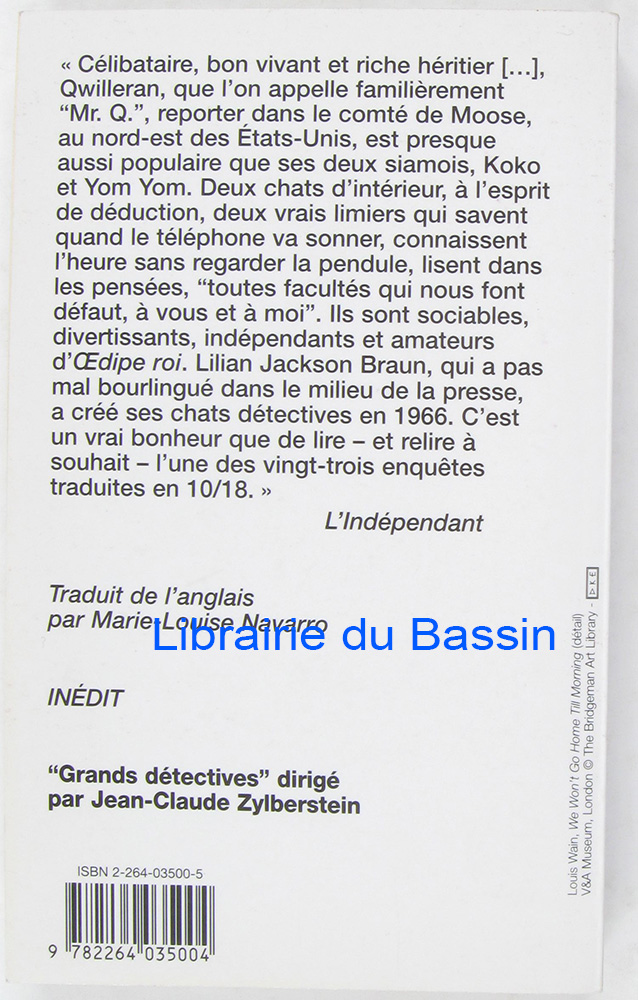 « Célibataire, bon vivant et riche héritier […],
Qwilleran, que l’on appelle familièrement
“Mr. Q.”, reporter dans le comté de Moose,
au nord-est des États-Unis, est presque
aussi populaire que ses deux siamois, Koko
et Yom Yom. Deux chats d’intérieur, à l’esprit
de déduction, deux vrais limiers qui savent
quand le téléphone va sonner, connaissent
l’heure sans regarder la pendule, lisent dans
les pensées, “toutes facultés qui nous font
défaut, à vous et à moi”. Ils sont sociables,
divertissants, indépendants et amateurs
d’Œdipe roi. Lilian Jackson Braun, qui a pas
mal bourlingué dans le milieu de la presse,
a créé ses chats détectives en 1966. C’est
un vrai bonheur que de lire – et relire à
souhait – l’une des vingt-trois enquêtes
traduites en 10/18. »
L’Indépendant
Traduit de l’anglais
par Marie-Louise Navarro
Librairie du Bassin
INÉDIT
“Grands détectives” dirigé
par Jean-Claude Zylberstein
ISBN 2-264-03500-5
9 782264 035004
Louis Wain, We Won’t Go Home Till Morning (détail)
V&A Museum, London © The Bridgeman Art Library -